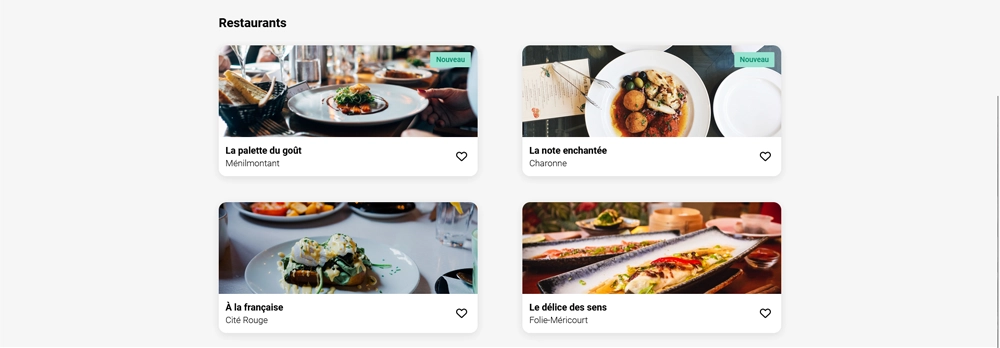 Restaurants
Nouveau
Nouveau
La palette du goût
Ménilmontant
La note enchantée
Charonne
À la française
Cité Rouge
Le délice des sens
Folie-Méricourt